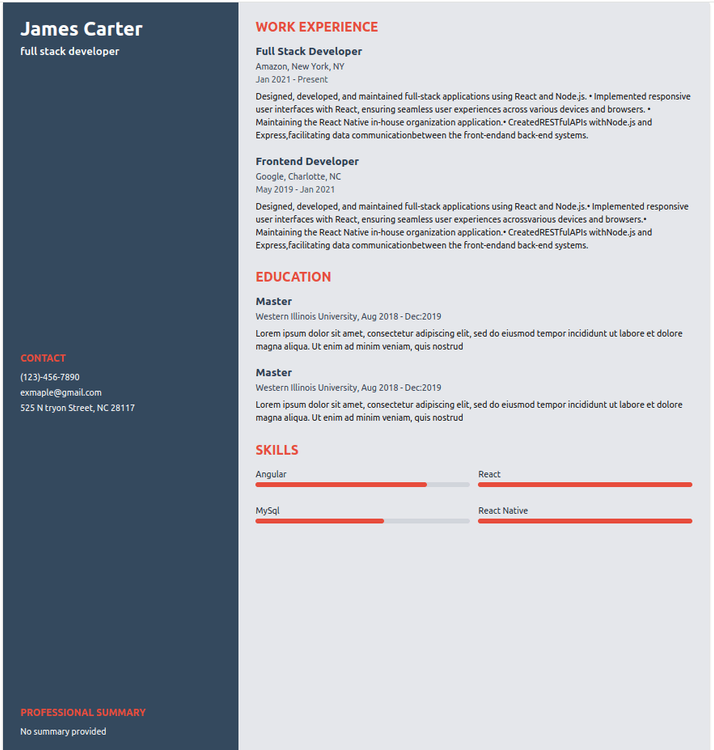 James Carter
full stack developer
CONTACT
(123)-456-7890
exmaple@gmail.com
525 N tryon Street, NC 28117
PROFESSIONAL SUMMARY
No summary provided
WORK EXPERIENCE
Full Stack Developer
Amazon, New York, NY
Jan 2021 - Present
Designed, developed, and maintained full-stack applications using React and Node.js. • Implemented responsive
user interfaces with React, ensuring seamless user experiences across various devices and browsers. •
Maintaining the React Native in-house organization application.• CreatedRESTfulAPIs withNode.js and
Express,facilitating data communicationbetween the front-endand back-end systems.
Frontend Developer
Google, Charlotte, NC
May 2019 - Jan 2021
Designed, developed, and maintained full-stack applications using React and Node.js.• Implemented responsive
user interfaces with React, ensuring seamless user experiences acrossvarious devices and browsers.•
Maintaining the React Native in-house organization application.• CreatedRESTfulAPIs withNode.js and
Express,facilitating data communicationbetween the front-endand back-end systems.
EDUCATION
Master
Western Illinois University, Aug 2018 - Dec:2019
Lorem ipsum dolor sit amet, consectetur adipiscing elit, sed do eiusmod tempor incididunt ut labore et dolore
magna aliqua. Ut enim ad minim veniam, quis nostrud
Master
Western Illinois University, Aug 2018 - Dec:2019
Lorem ipsum dolor sit amet, consectetur adipiscing elit, sed do eiusmod tempor incididunt ut labore et dolore
magna aliqua. Ut enim ad minim veniam, quis nostrud
SKILLS
Angular
React
MySql
React Native